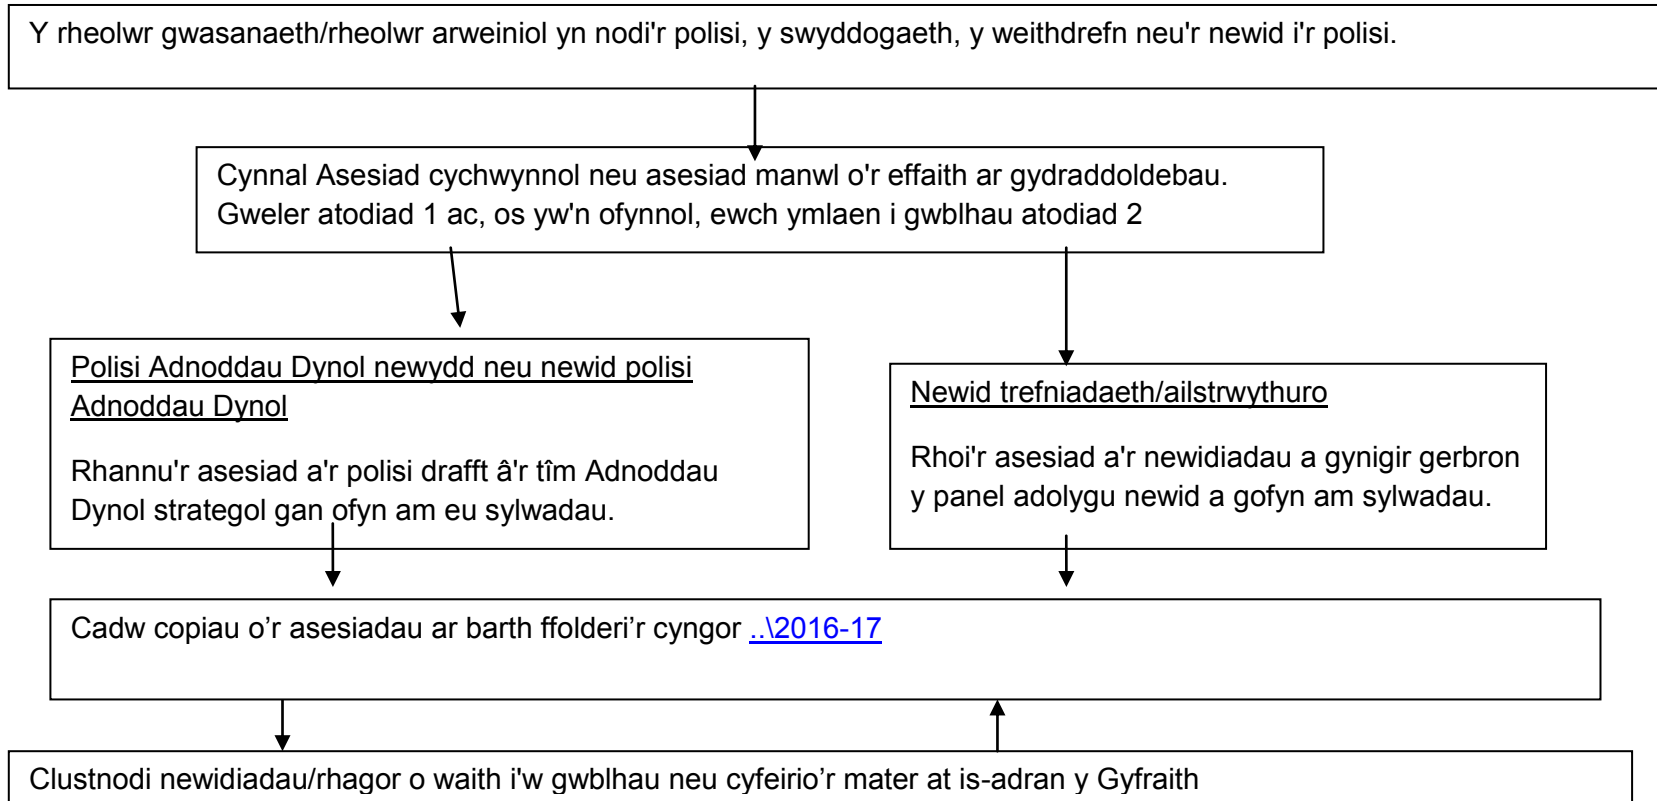 Y rheolwr gwasanaeth/rheolwr arweiniol yn nodi'r polisi, y swyddogaeth, y weithdrefn neu'r newid i'r polisi.
Cynnal Asesiad cychwynnol neu asesiad manwl o'r effaith ar gydraddoldebau.
Gweler atodiad 1 ac, os yw'n ofynnol, ewch ymlaen i gwblhau atodiad 2
Polisi Adnoddau Dynol newydd neu newid polisi
Adnoddau Dynol
Rhannu'r asesiad a'r polisi drafft â'r tîm Adnoddau
Dynol strategol gan ofyn am eu sylwadau.
Newid trefniadaeth/ailstrwythuro
Rhoi'r asesiad a'r newidiadau a gynigir gerbron
y panel adolygu newid a gofyn am sylwadau.
Cadw copiau o’r asesiadau ar barth ffolderi’r cyngor ..\2016-17
Clustnodi newidiadau/rhagor o waith i'w gwblhau neu cyfeirio’r mater at is-adran y Gyfraith